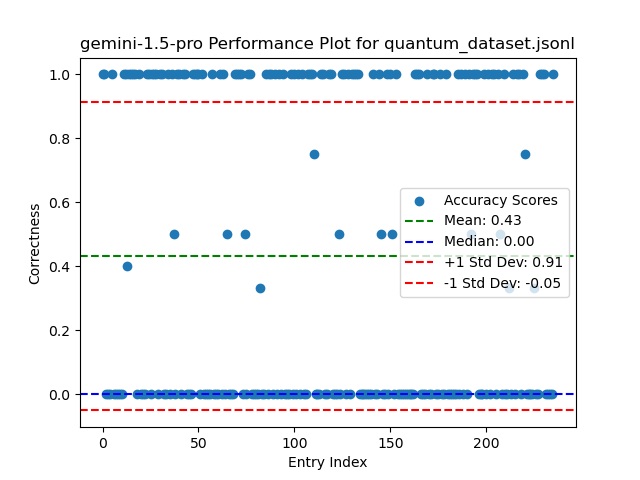 gemini-1.5-pro Performance Plot for quantum_dataset.jsonl
1.0
0.8
0.6
0.4
0.2
0.0
Correctness
Accuracy Scores
Mean: 0.43
Median: 0.00
+1 Std Dev: 0.91
-1 Std Dev: -0.05
0
50
100
150
200
Entry Index